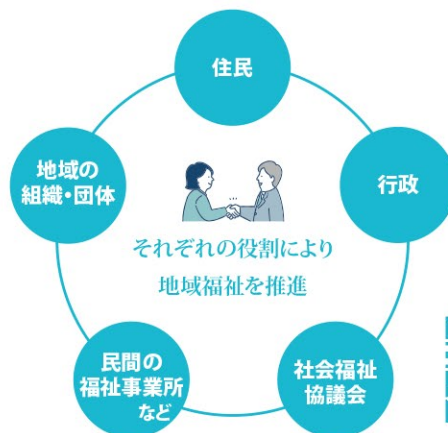 住民
地域の
組織・団体
行政
それぞれの役割により
地域福祉を推進
民間の
福祉事業所
など
社会福祉
協議会